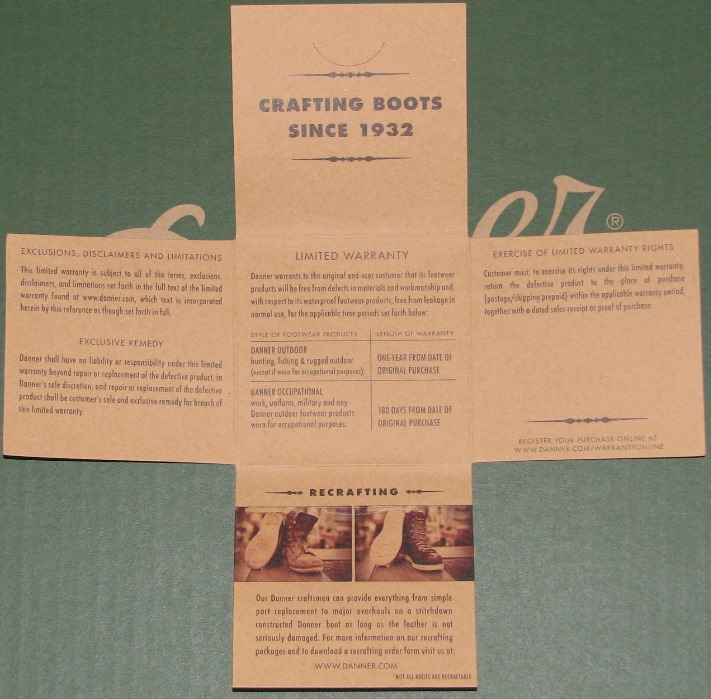 CRAFTING BOOTS
SINCE 1932
®
EXCLUSIONS, DISCLAIMERS AND LIMITATIONS
This limited warranty is subject to all of the terms, exclusions,
disclaimers, and limitations set forth in the full text of the limited
warranty found at www.danner.com, which text is incorporated
herein by this reference as though set forth in full.
EXCLUSIVE REMEDY
Danner shall have no liability or responsibility under this limited
warranty beyond repair or replacement of the defective product, in
Danner's sole discretion, and repair or replacement of the defective
product shall be customer's sole and exclusive remedy for breach of
this limited warranty.
LIMITED WARRANTY
Danner warrants to the original end-user customer that its footwear
products will be free from defects in materials and workmanship and,
with respect to its waterproof footwear products, free from leakage in
normal use, for the applicable time periods set forth below:
STYLE OF FOOTWEAR PRODUCTS LENGTH OF WARRANTY
DANNER OUTDOOR
hunting, fishing & rugged outdoor
(except if worn for occupational purposes):
ONE-YEAR FROM DATE OF
ORIGINAL PURCHASE
DANNER OCCUPATIONAL
work, uniform, military and any
Danner outdoor footwear products
worn for occupational purposes:
180 DAYS FROM DATE OF
ORIGINAL PURCHASE
EXERCISE OF LIMITED WARRANTY RIGHTS
Customer must, to exercise its rights under this limited warranty,
return the defective product to the place of purchase
(postage/shipping prepaid) within the applicable warranty period,
together with a dated sales receipt as proof of purchase.
REGISTER YOUR PURCHASE ONLINE AT
WWW.DANNER.COM/WARRANTYONLINE
RECRAFTING
Our Danner craftsmen can provide everything from simple
part replacement to major overhauls on a stitchdown
constructed Danner boot as long as the leather is not
seriously damaged. For more information on our recrafting
packages and to download a recrafting order form visit us at:
WWW.DANNER.COM
*NOT ALL BOOTS ARE RECRAFTABLE